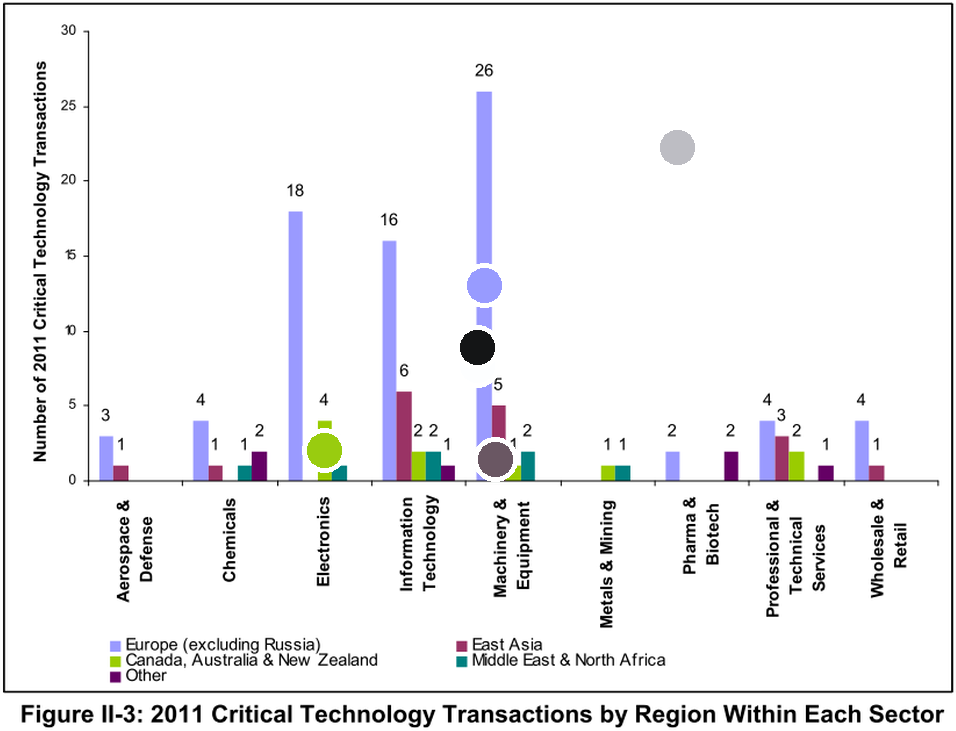 30
25
20
15
10
5
0
Number of 2011 Critical Technology Transactions
3 1
4 1 1 2
18 4
16 6 2 2 1
26 5 1 2
1 1
2 2
4 3 2 1
4 1
Aerospace &
Defense
Chemicals
Electronics
Information
Technology
Machinery &
Equipment
Metals & Mining
Pharma &
Biotech
Professional &
Technical
Services
Wholesale &
Retail
Europe (excluding Russia) East Asia
Canada, Australia & New Zealand Middle East & North Africa
Other
Figure II-3: 2011 Critical Technology Transactions by Region Within Each Sector